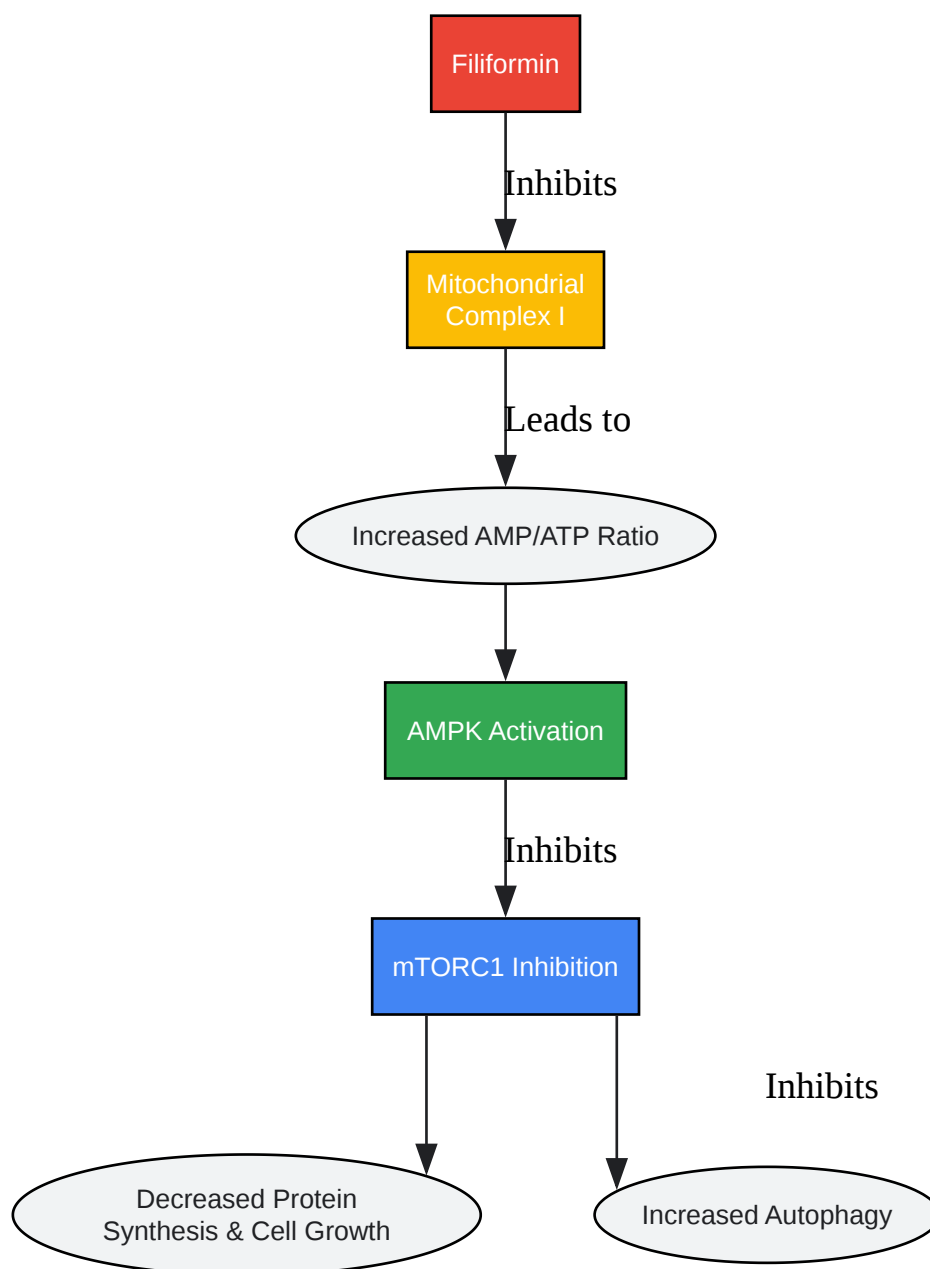 Filiformin
Inhibits
Mitochondrial
Complex I
Leads to
Increased AMP/ATP Ratio
AMPK Activation
Inhibits
mTORC1 Inhibition
Inhibits
Decreased Protein
Synthesis & Cell Growth
Increased Autophagy